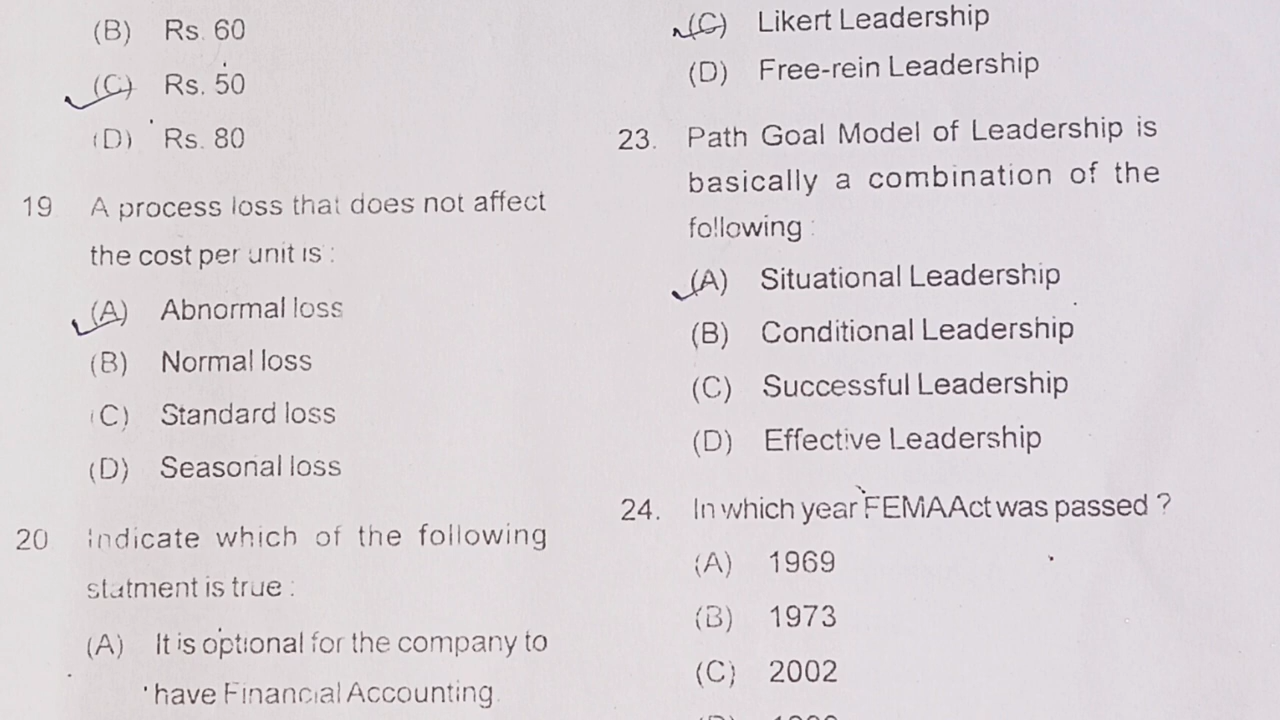 (B) Rs. 60
(C) Rs. 50
(D) Rs. 80
19 A process loss that does not affect
the cost per unit is :
(A) Abnormal loss
(B) Normal loss
(C) Standard loss
(D) Seasonal loss
20 Indicate which of the following
statment is true :
(A) It is optional for the company to
have Financial Accounting.
(C) Likert Leadership
(D) Free-rein Leadership
23. Path Goal Model of Leadership is
basically a combination of the
following :
(A) Situational Leadership
(B) Conditional Leadership
(C) Successful Leadership
(D) Effective Leadership
24. In which year FEMA Act was passed ?
(A) 1969
(B) 1973
(C) 2002